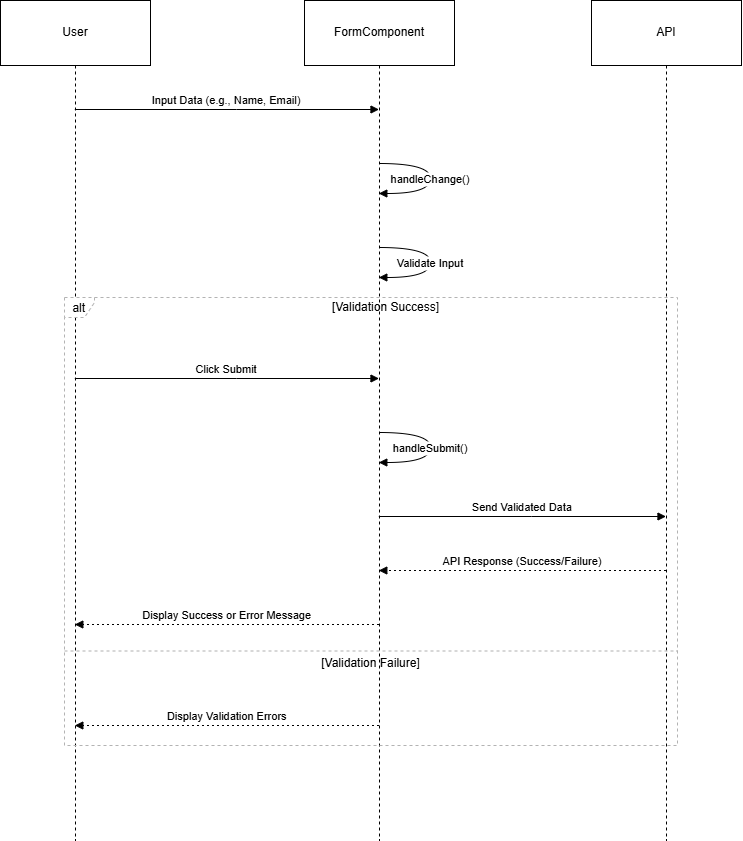 User
FormComponent
API
Input Data (e.g., Name, Email)
handleChange()
Validate Input
alt
[Validation Success]
Click Submit
handleSubmit()
Send Validated Data
API Response (Success/Failure)
Display Success or Error Message
[Validation Failure]
Display Validation Errors